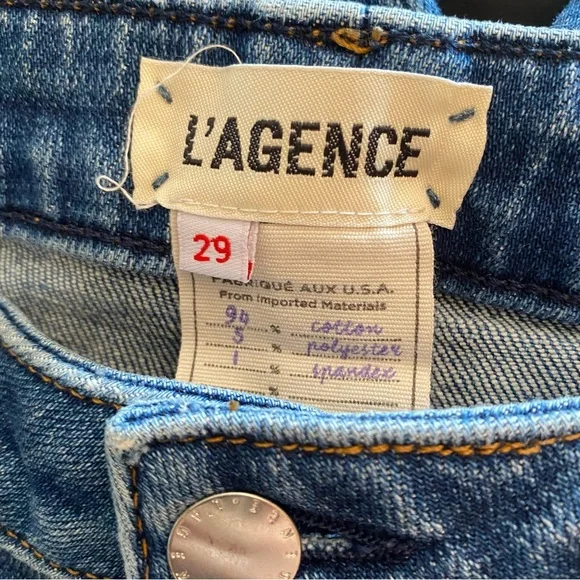 L'AGENCE
29
FABRIQUÉ AUX U.S.A.
From Imported Materials
94 % cotton
5 % polyester
1 % spandex
%